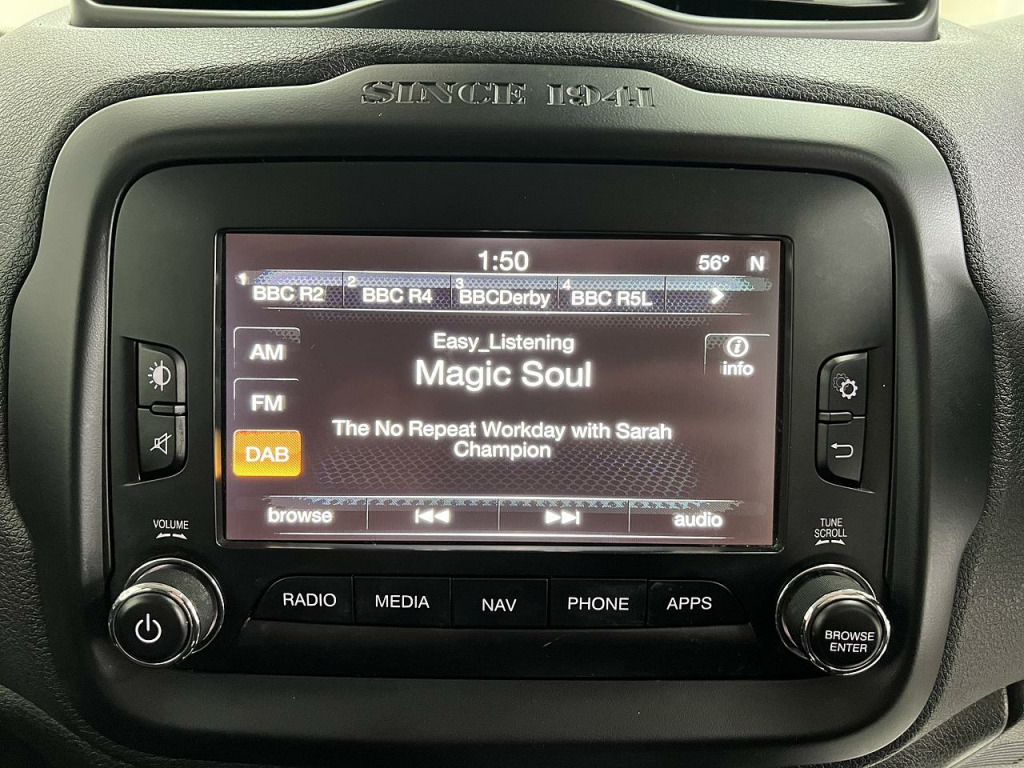 SINCE 1941
1:50
56° N
1 BBC R2
2 BBC R4
3 BBCDerby
4 BBC R5L
AM
Easy_Listening
info
Magic Soul
FM
The No Repeat Workday with Sarah
Champion
DAB
browse
audio
VOLUME
TUNE
SCROLL
RADIO
MEDIA
NAV
PHONE
APPS
BROWSE
ENTER